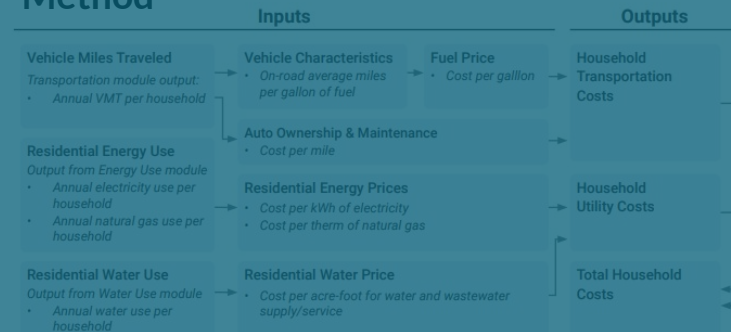 Method
Inputs
Outputs
Vehicle Miles Traveled
Transportation module output:
• Annual VMT per household
Vehicle Characteristics
• On-road average miles
per gallon of fuel
Fuel Price
• Cost per galllon
Household
Transportation
Costs
Auto Ownership & Maintenance
• Cost per mile
Residential Energy Use
Output from Energy Use module
• Annual electricity use per
household
• Annual natural gas use per
household
Residential Energy Prices
• Cost per kWh of electricity
• Cost per therm of natural gas
Household
Utility Costs
Residential Water Use
Output from Water Use module
• Annual water use per
household
Residential Water Price
• Cost per acre-foot for water and wastewater
supply/service
Total Household
Costs